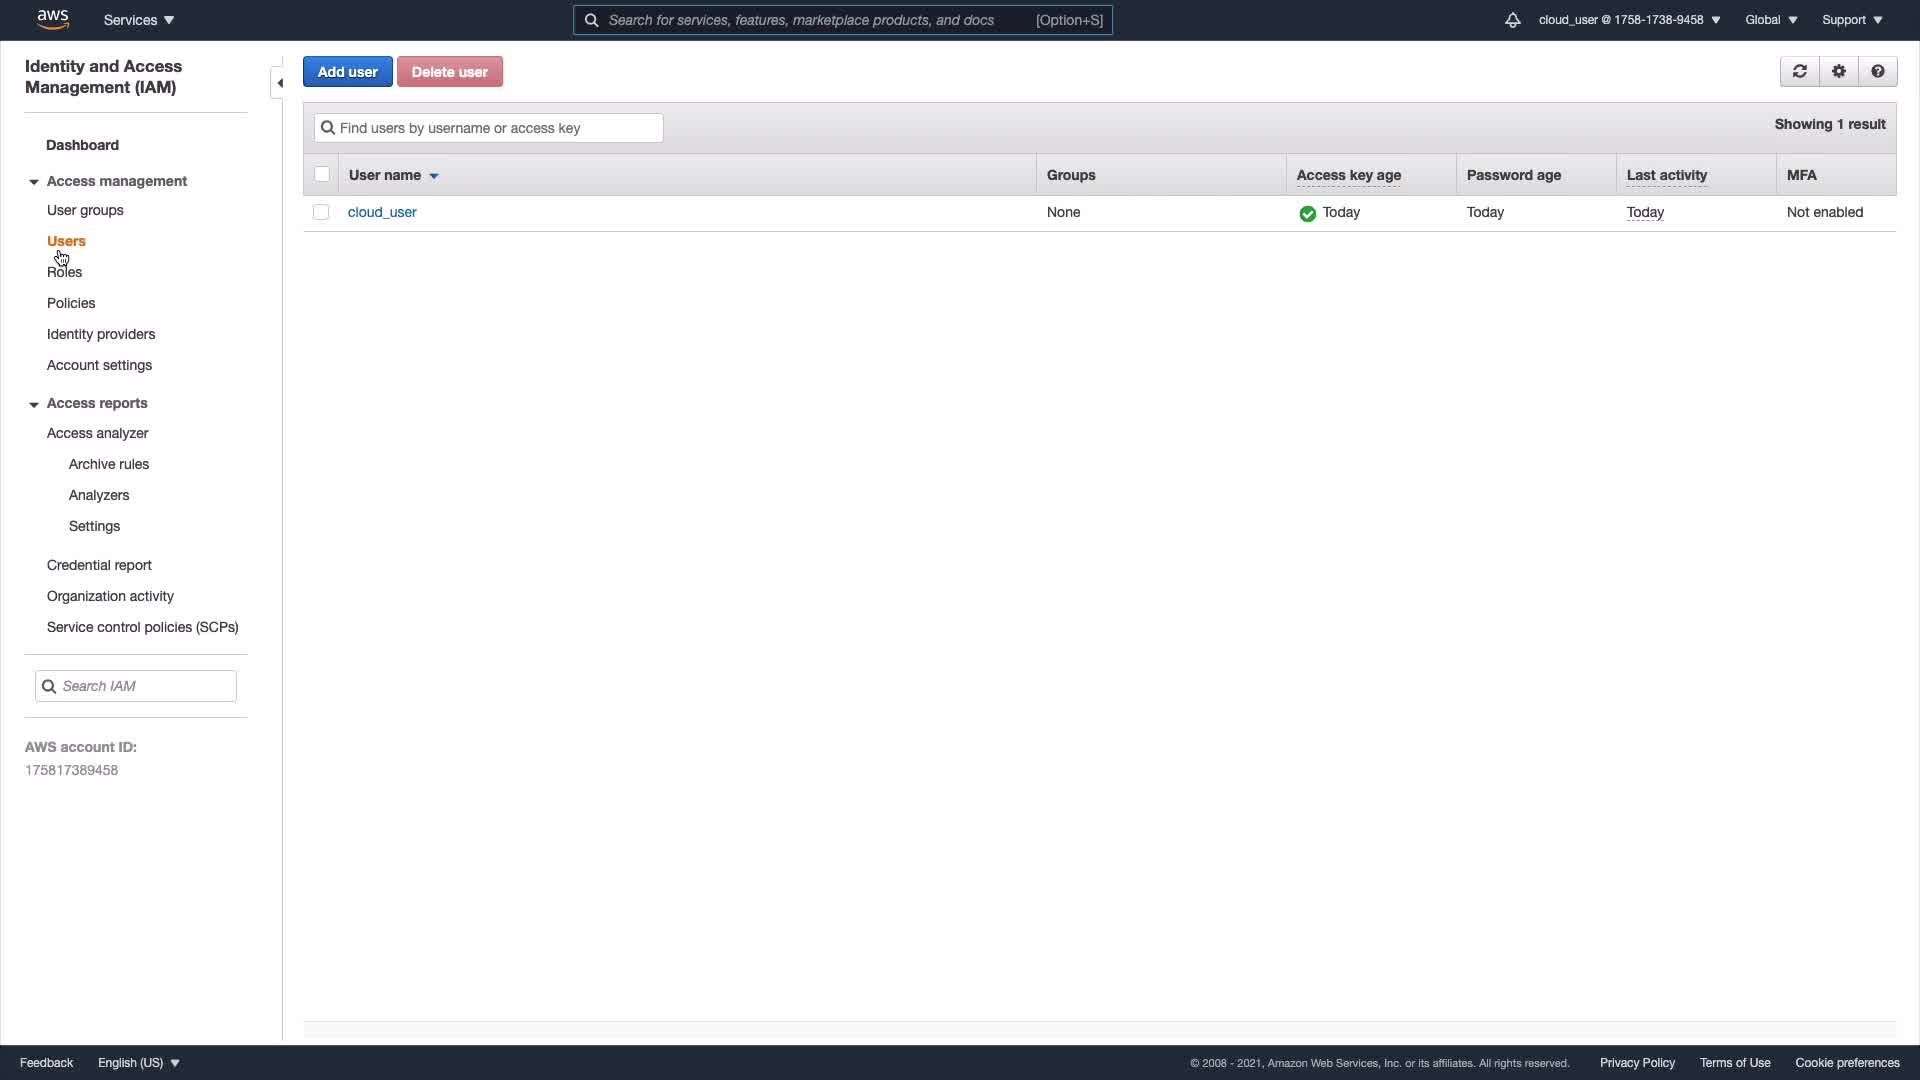 aws
Services
Search for services, features, marketplace products, and docs
[Option+S]
cloud_user @ 1758-1738-9458
Global
Support
Identity and Access
Management (IAM)
Dashboard
Access management
User groups
Users
Roles
Policies
Identity providers
Account settings
Access reports
Access analyzer
Archive rules
Analyzers
Settings
Credential report
Organization activity
Service control policies (SCPs)
Search IAM
AWS account ID:
175817389458
Add user
Delete user
Find users by username or access key
Showing 1 result
User name
Groups
Access key age
Password age
Last activity
MFA
cloud_user
None
Today
Today
Today
Not enabled
Feedback
English (US)
© 2008 - 2021, Amazon Web Services, Inc. or its affiliates. All rights reserved.
Privacy Policy
Terms of Use
Cookie preferences